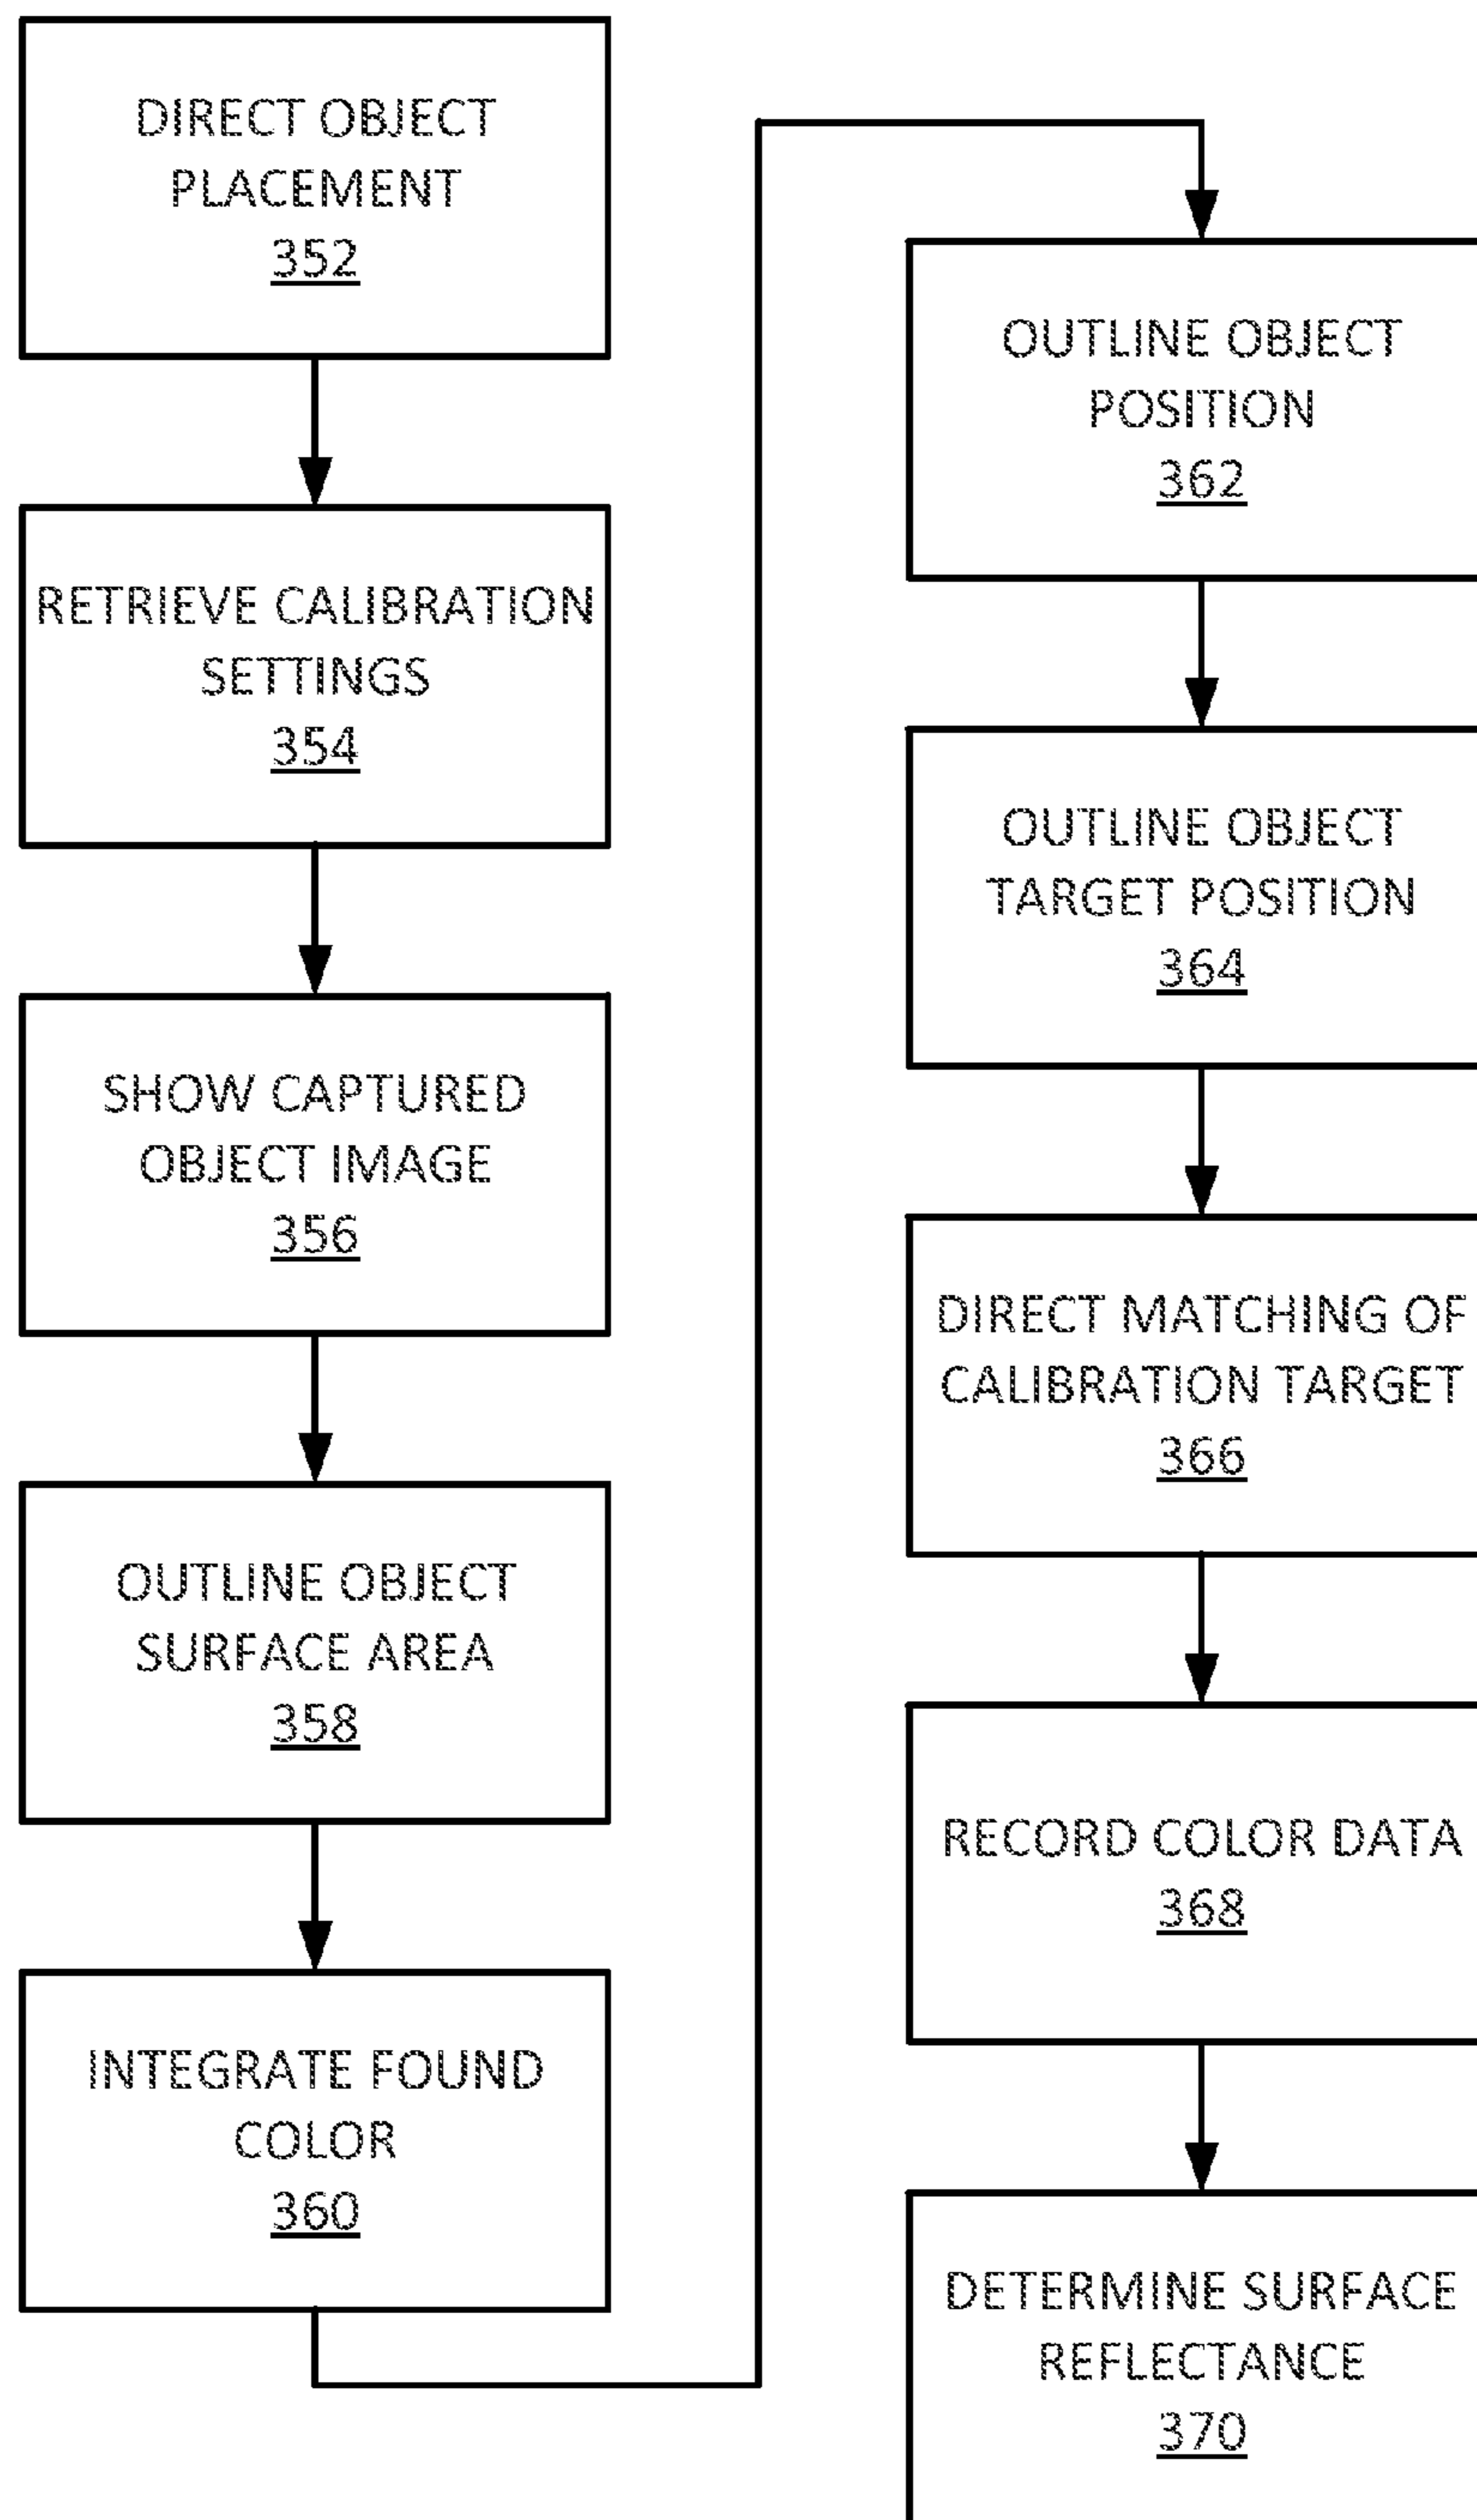 DIRECT OBJECT
PLACEMENT
352
RETRIEVE CALIBRATION
SETTINGS
354
SHOW CAPTURED
OBJECT IMAGE
356
OUTLINE OBJECT
SURFACE AREA
358
INTEGRATE FOUND
COLOR
360
OUTLINE OBJECT
POSITION
362
OUTLINE OBJECT
TARGET POSITION
364
DIRECT MATCHING OF
CALIBRATION TARGET
366
RECORD COLOR DATA
368
DETERMINE SURFACE
REFLECTANCE
370